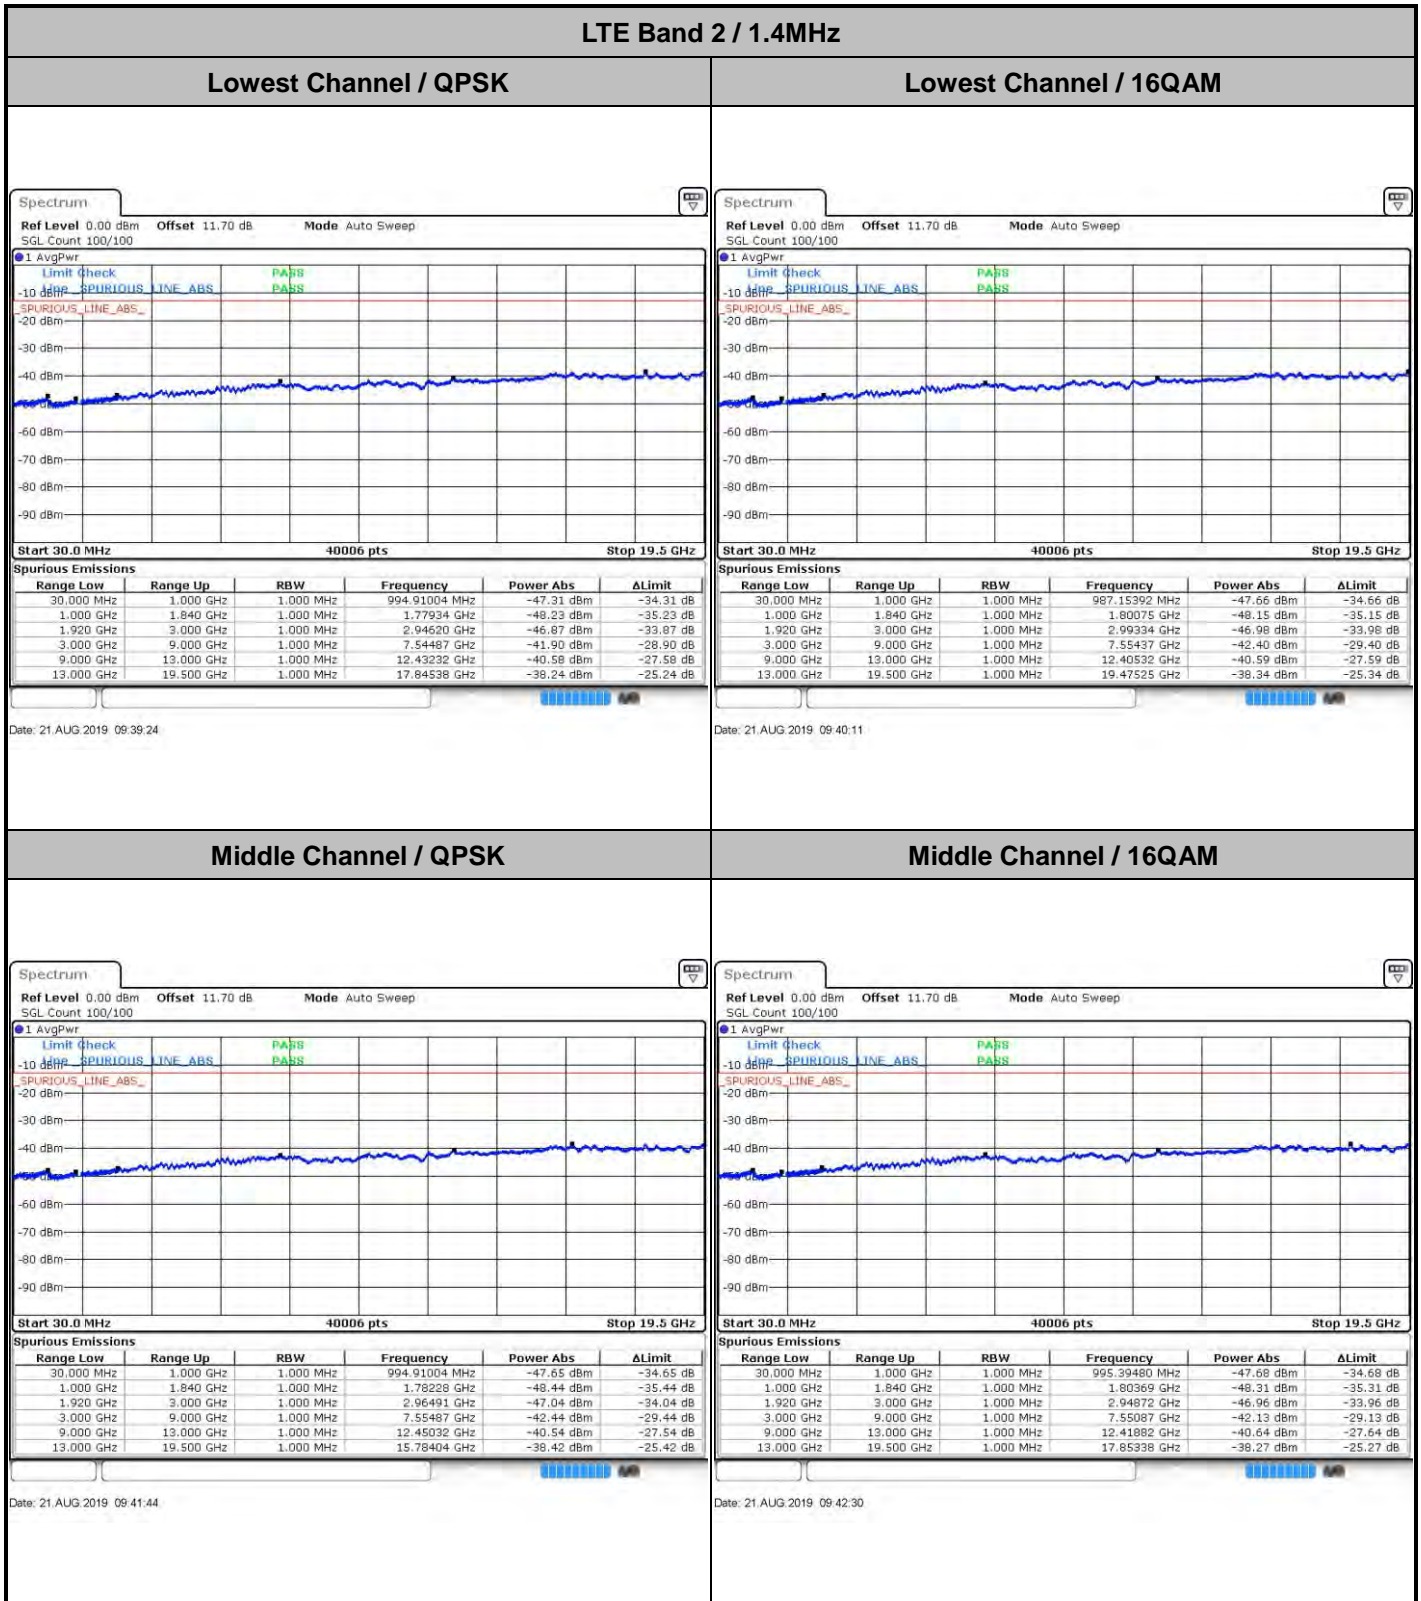 LTE Band 2 / 1.4MHz
Lowest Channel / QPSK
Lowest Channel / 16QAM
Spectrum
Ref Level 0.00 dBm Offset 11.70 dB Mode Auto Sweep
SGL Count 100/100
1 AvgPwr
Limit Check PASS
Line _SPURIOUS_LINE_ABS_ PASS
-10 dBm
_SPURIOUS_LINE_ABS_
-20 dBm
-30 dBm
-40 dBm
-60 dBm
-70 dBm
-80 dBm
-90 dBm
Start 30.0 MHz 40006 pts Stop 19.5 GHz
Spurious Emissions
Range Low Range Up RBW Frequency Power Abs ΔLimit
30.000 MHz 1.000 GHz 1.000 MHz 994.91004 MHz -47.31 dBm -34.31 dB
1.000 GHz 1.840 GHz 1.000 MHz 1.77934 GHz -48.23 dBm -35.23 dB
1.920 GHz 3.000 GHz 1.000 MHz 2.94620 GHz -46.87 dBm -33.87 dB
3.000 GHz 9.000 GHz 1.000 MHz 7.54487 GHz -41.90 dBm -28.90 dB
9.000 GHz 13.000 GHz 1.000 MHz 12.43232 GHz -40.58 dBm -27.58 dB
13.000 GHz 19.500 GHz 1.000 MHz 17.84538 GHz -38.24 dBm -25.24 dB
Date: 21.AUG.2019 09:39:24
Spectrum
Ref Level 0.00 dBm Offset 11.70 dB Mode Auto Sweep
SGL Count 100/100
1 AvgPwr
Limit Check PASS
Line _SPURIOUS_LINE_ABS_ PASS
-10 dBm
_SPURIOUS_LINE_ABS_
-20 dBm
-30 dBm
-40 dBm
-60 dBm
-70 dBm
-80 dBm
-90 dBm
Start 30.0 MHz 40006 pts Stop 19.5 GHz
Spurious Emissions
Range Low Range Up RBW Frequency Power Abs ΔLimit
30.000 MHz 1.000 GHz 1.000 MHz 987.15392 MHz -47.66 dBm -34.66 dB
1.000 GHz 1.840 GHz 1.000 MHz 1.80075 GHz -48.15 dBm -35.15 dB
1.920 GHz 3.000 GHz 1.000 MHz 2.99334 GHz -46.98 dBm -33.98 dB
3.000 GHz 9.000 GHz 1.000 MHz 7.55437 GHz -42.40 dBm -29.40 dB
9.000 GHz 13.000 GHz 1.000 MHz 12.40532 GHz -40.59 dBm -27.59 dB
13.000 GHz 19.500 GHz 1.000 MHz 19.47525 GHz -38.34 dBm -25.34 dB
Date: 21.AUG.2019 09:40:11
Middle Channel / QPSK
Middle Channel / 16QAM
Spectrum
Ref Level 0.00 dBm Offset 11.70 dB Mode Auto Sweep
SGL Count 100/100
1 AvgPwr
Limit Check PASS
Line _SPURIOUS_LINE_ABS_ PASS
-10 dBm
_SPURIOUS_LINE_ABS_
-20 dBm
-30 dBm
-40 dBm
-60 dBm
-70 dBm
-80 dBm
-90 dBm
Start 30.0 MHz 40006 pts Stop 19.5 GHz
Spurious Emissions
Range Low Range Up RBW Frequency Power Abs ΔLimit
30.000 MHz 1.000 GHz 1.000 MHz 994.91004 MHz -47.65 dBm -34.65 dB
1.000 GHz 1.840 GHz 1.000 MHz 1.78228 GHz -48.44 dBm -35.44 dB
1.920 GHz 3.000 GHz 1.000 MHz 2.96491 GHz -47.04 dBm -34.04 dB
3.000 GHz 9.000 GHz 1.000 MHz 7.55487 GHz -42.44 dBm -29.44 dB
9.000 GHz 13.000 GHz 1.000 MHz 12.45032 GHz -40.54 dBm -27.54 dB
13.000 GHz 19.500 GHz 1.000 MHz 15.78404 GHz -38.42 dBm -25.42 dB
Date: 21.AUG.2019 09:41:44
Spectrum
Ref Level 0.00 dBm Offset 11.70 dB Mode Auto Sweep
SGL Count 100/100
1 AvgPwr
Limit Check PASS
Line _SPURIOUS_LINE_ABS_ PASS
-10 dBm
_SPURIOUS_LINE_ABS_
-20 dBm
-30 dBm
-40 dBm
-60 dBm
-70 dBm
-80 dBm
-90 dBm
Start 30.0 MHz 40006 pts Stop 19.5 GHz
Spurious Emissions
Range Low Range Up RBW Frequency Power Abs ΔLimit
30.000 MHz 1.000 GHz 1.000 MHz 995.39480 MHz -47.68 dBm -34.68 dB
1.000 GHz 1.840 GHz 1.000 MHz 1.80369 GHz -48.31 dBm -35.31 dB
1.920 GHz 3.000 GHz 1.000 MHz 2.94872 GHz -46.96 dBm -33.96 dB
3.000 GHz 9.000 GHz 1.000 MHz 7.55087 GHz -42.13 dBm -29.13 dB
9.000 GHz 13.000 GHz 1.000 MHz 12.41882 GHz -40.64 dBm -27.64 dB
13.000 GHz 19.500 GHz 1.000 MHz 17.85338 GHz -38.27 dBm -25.27 dB
Date: 21.AUG.2019 09:42:30